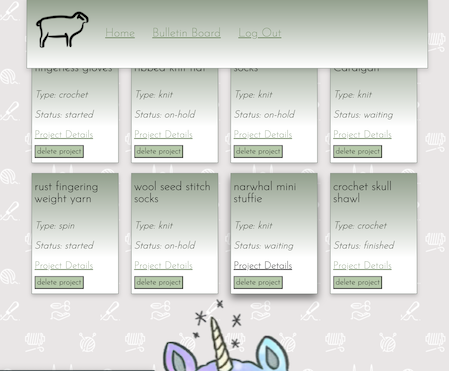 Home Bulletin Board Log Out
fingerless gloves ribbed knit hat socks Cardigan
Type: crochet Type: knit Type: knit Type: knit
Status: started Status: on-hold Status: on-hold Status: waiting
Project Details Project Details Project Details Project Details
delete project delete project delete project delete project
rust fingering wool seed stitch narwhal mini crochet skull
weight yarn socks stuffie shawl
Type: spin Type: knit Type: knit Type: crochet
Status: started Status: on-hold Status: waiting Status: finished
Project Details Project Details Project Details Project Details
delete project delete project delete project delete project